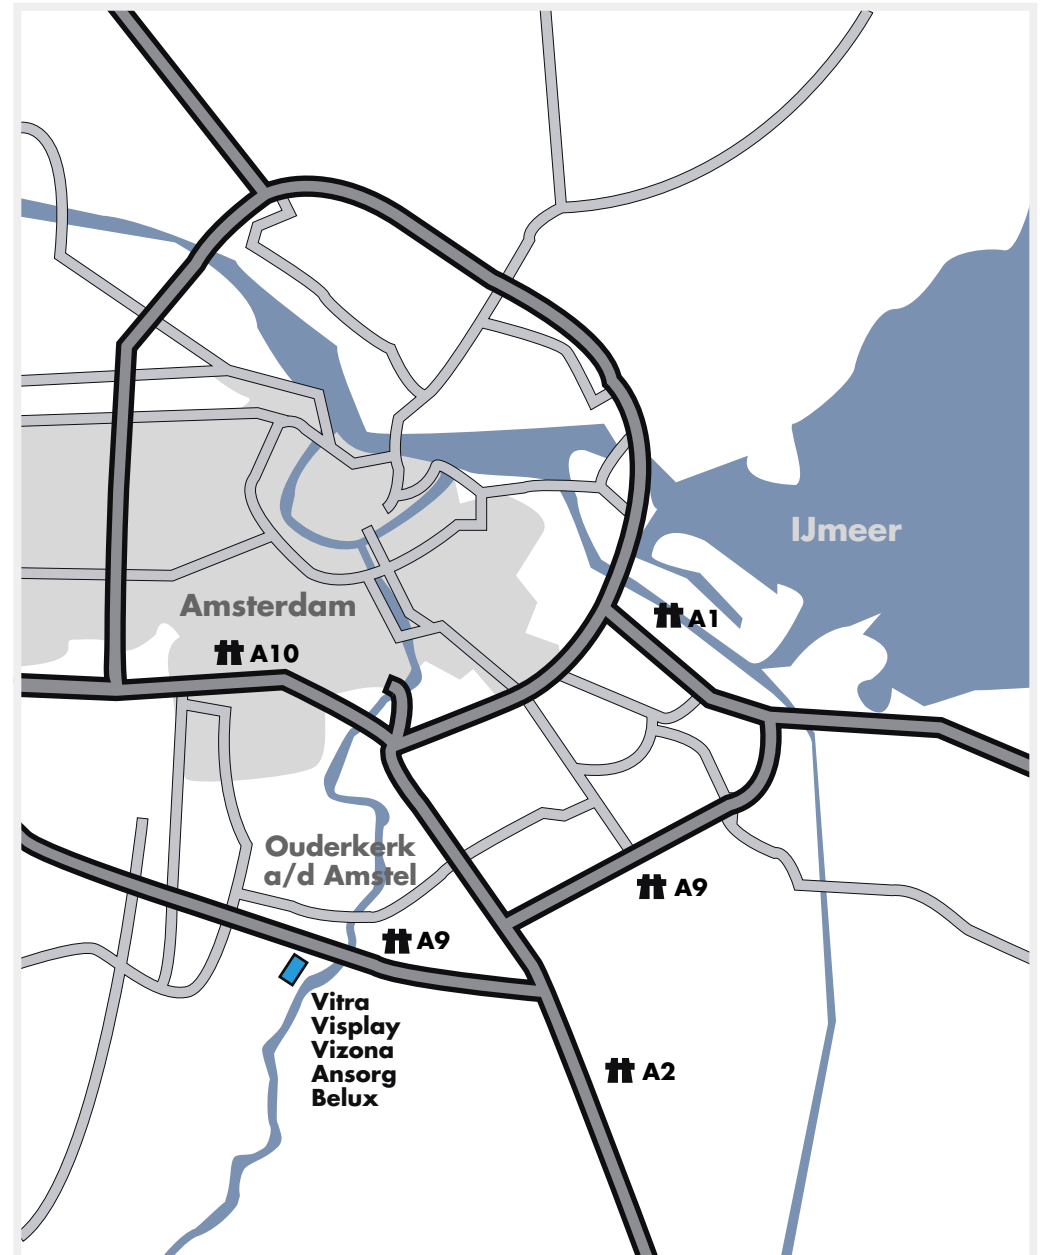 IJmeer
Amsterdam
A1
A10
Ouderkerk
a/d Amstel
A9
A9
Vitra
Visplay
Vizona
Ansorg
Belux
A2